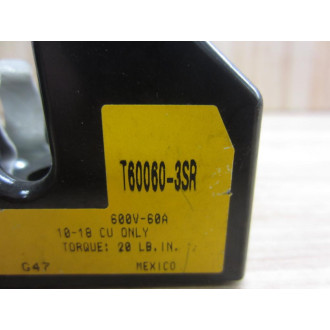 T60060-3SR
600V-60A
10-18 CU ONLY
TORQUE: 20 LB.IN.
G47 MEXICO